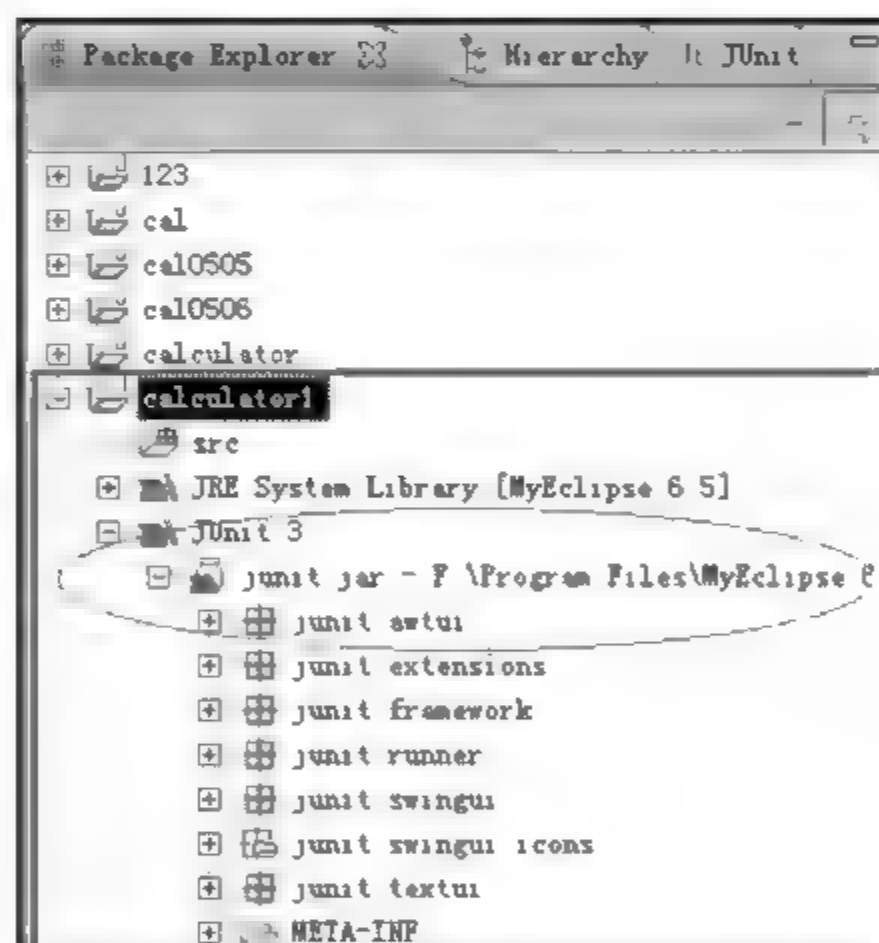 Package Explorer Hierarchy JUnit
123
cal
cal0505
cal0506
calculator
calculator1
src
JRE System Library [MyEclipse 6 5]
JUnit 3
junit jar - F \Program Files\MyEclipse
junit awtui
junit extensions
junit framework
junit runner
junit swingui
junit swingui icons
junit textui
META-INF